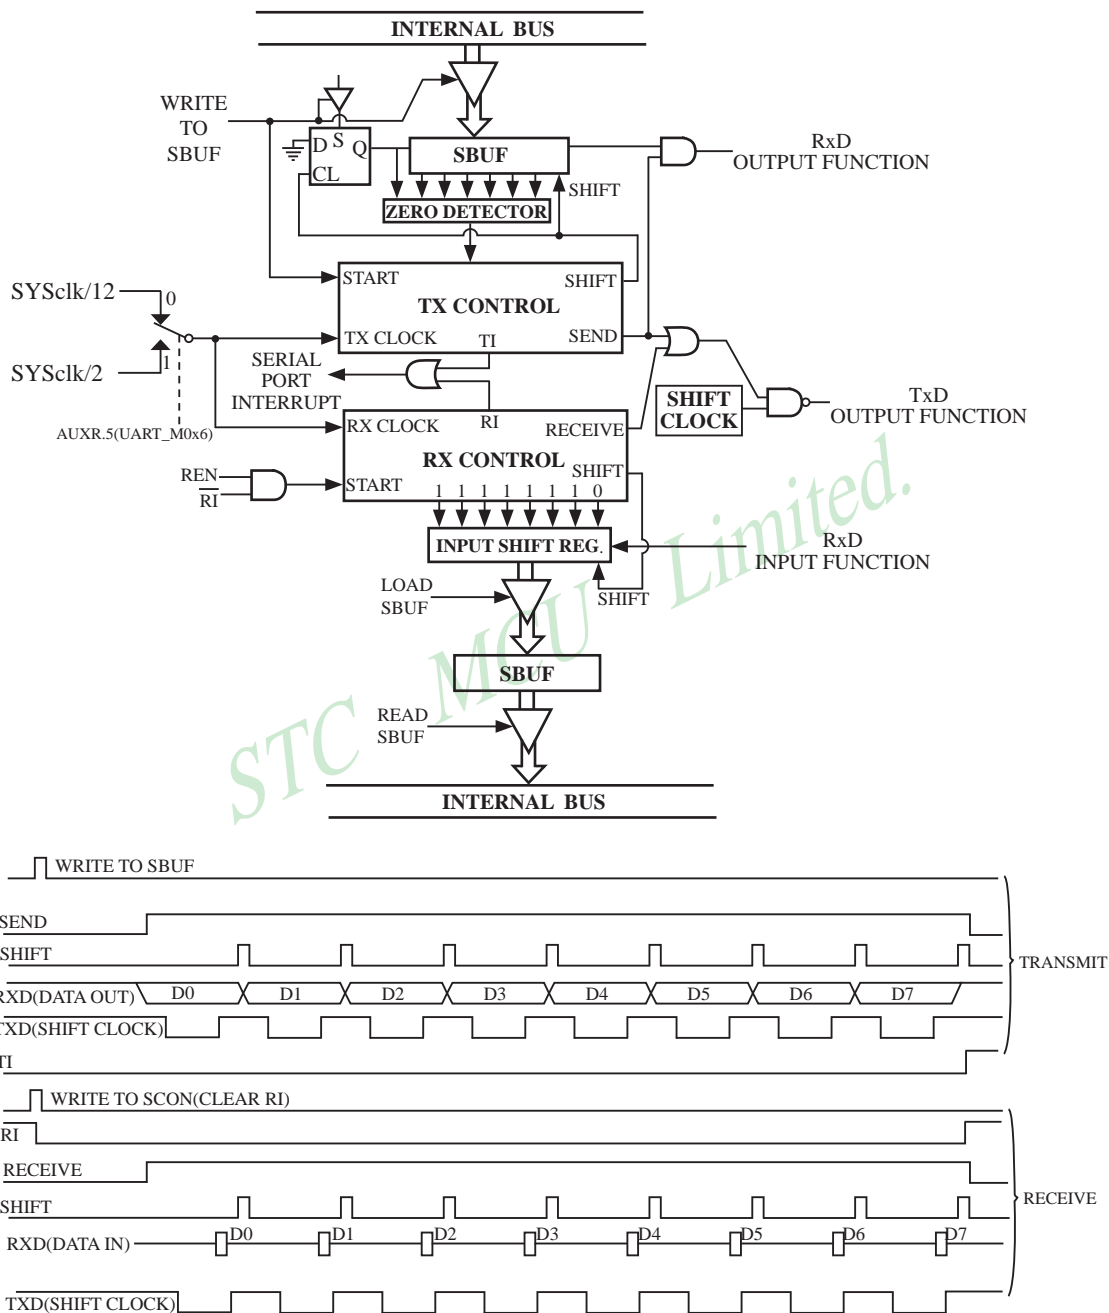 INTERNAL BUS
WRITE
TO
SBUF
D S Q
CL
SBUF
SHIFT
ZERO DETECTOR
RxD
OUTPUT FUNCTION
SYSclk/12
0
SYSclk/2
1
AUXR.5(UART_M0x6)
START
SHIFT
TX CONTROL
TX CLOCK
TI
SEND
SERIAL
PORT
INTERRUPT
SHIFT
CLOCK
TxD
OUTPUT FUNCTION
RX CLOCK
RI
RECEIVE
RX CONTROL
SHIFT
START
REN
RI
1 1 1 1 1 1 1 0
INPUT SHIFT REG.
RxD
INPUT FUNCTION
LOAD
SBUF
SHIFT
SBUF
READ
SBUF
INTERNAL BUS
STC MCU Limited.
WRITE TO SBUF
SEND
SHIFT
RXD(DATA OUT) D0 D1 D2 D3 D4 D5 D6 D7
TXD(SHIFT CLOCK)
TI
TRANSMIT
WRITE TO SCON(CLEAR RI)
RI
RECEIVE
SHIFT
RXD(DATA IN) D0 D1 D2 D3 D4 D5 D6 D7
TXD(SHIFT CLOCK)
RECEIVE